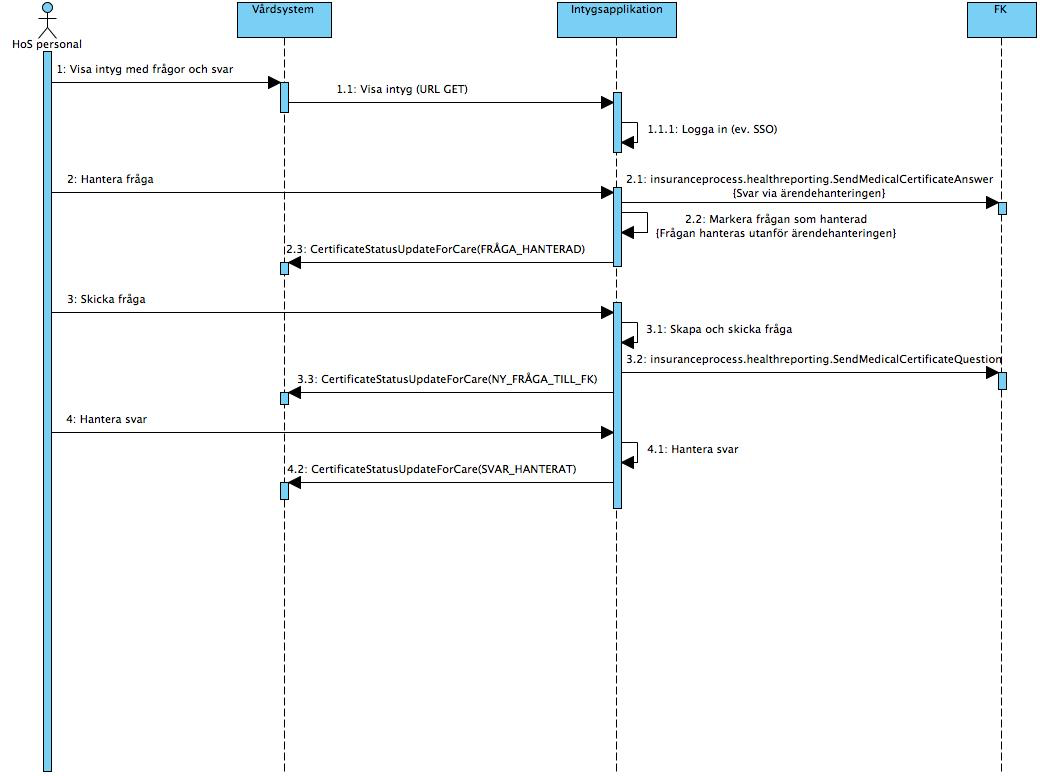 Vårdsystem
Intygsapplikation
FK
HoS personal
1: Visa intyg med frågor och svar
1.1: Visa intyg (URL GET)
1.1.1: Logga in (ev. SSO)
2: Hantera fråga
2.1: insuranceprocess.healthreporting.SendMedicalCertificateAnswer
{Svar via ärendehanteringen}
2.2: Markera frågan som hanterad
{Frågan hanteras utanför ärendehanteringen}
2.3: CertificateStatusUpdateForCare(FRÅGA_HANTERAD)
3: Skicka fråga
3.1: Skapa och skicka fråga
3.2: insuranceprocess.healthreporting.SendMedicalCertificateQuestion
3.3: CertificateStatusUpdateForCare(NY_FRÅGA_TILL_FK)
4: Hantera svar
4.1: Hantera svar
4.2: CertificateStatusUpdateForCare(SVAR_HANTERAT)